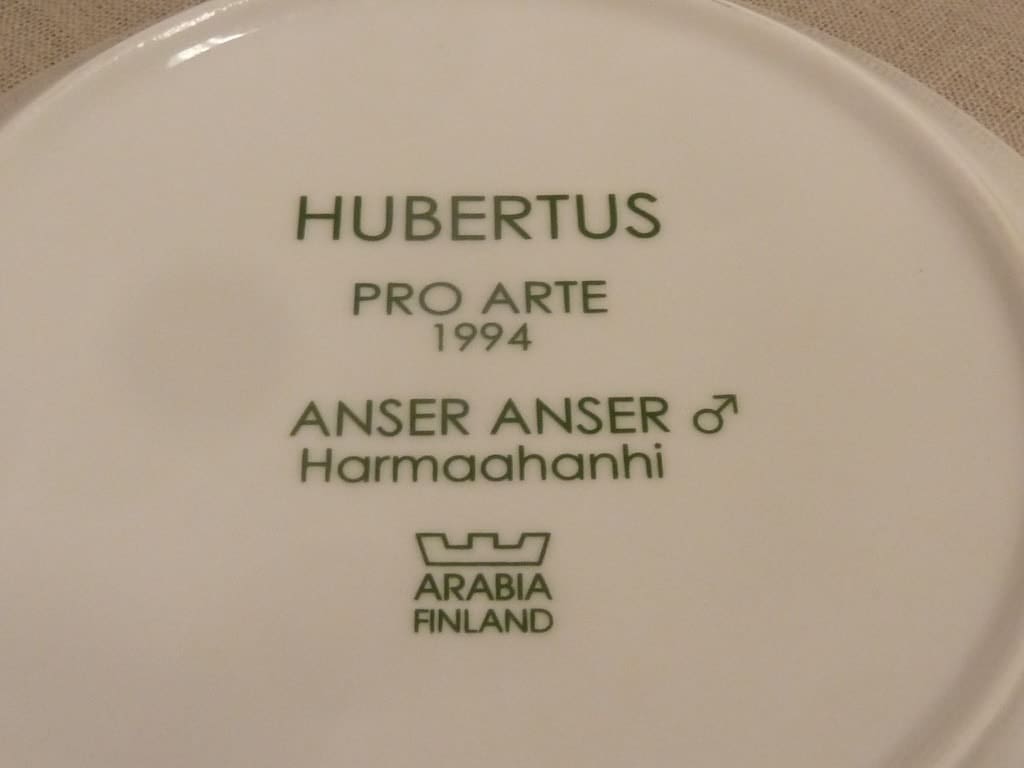 HUBERTUS
PRO ARTE
1994
ANSER ANSER ♂
Harmaahanhi
ARABIA
FINLAND